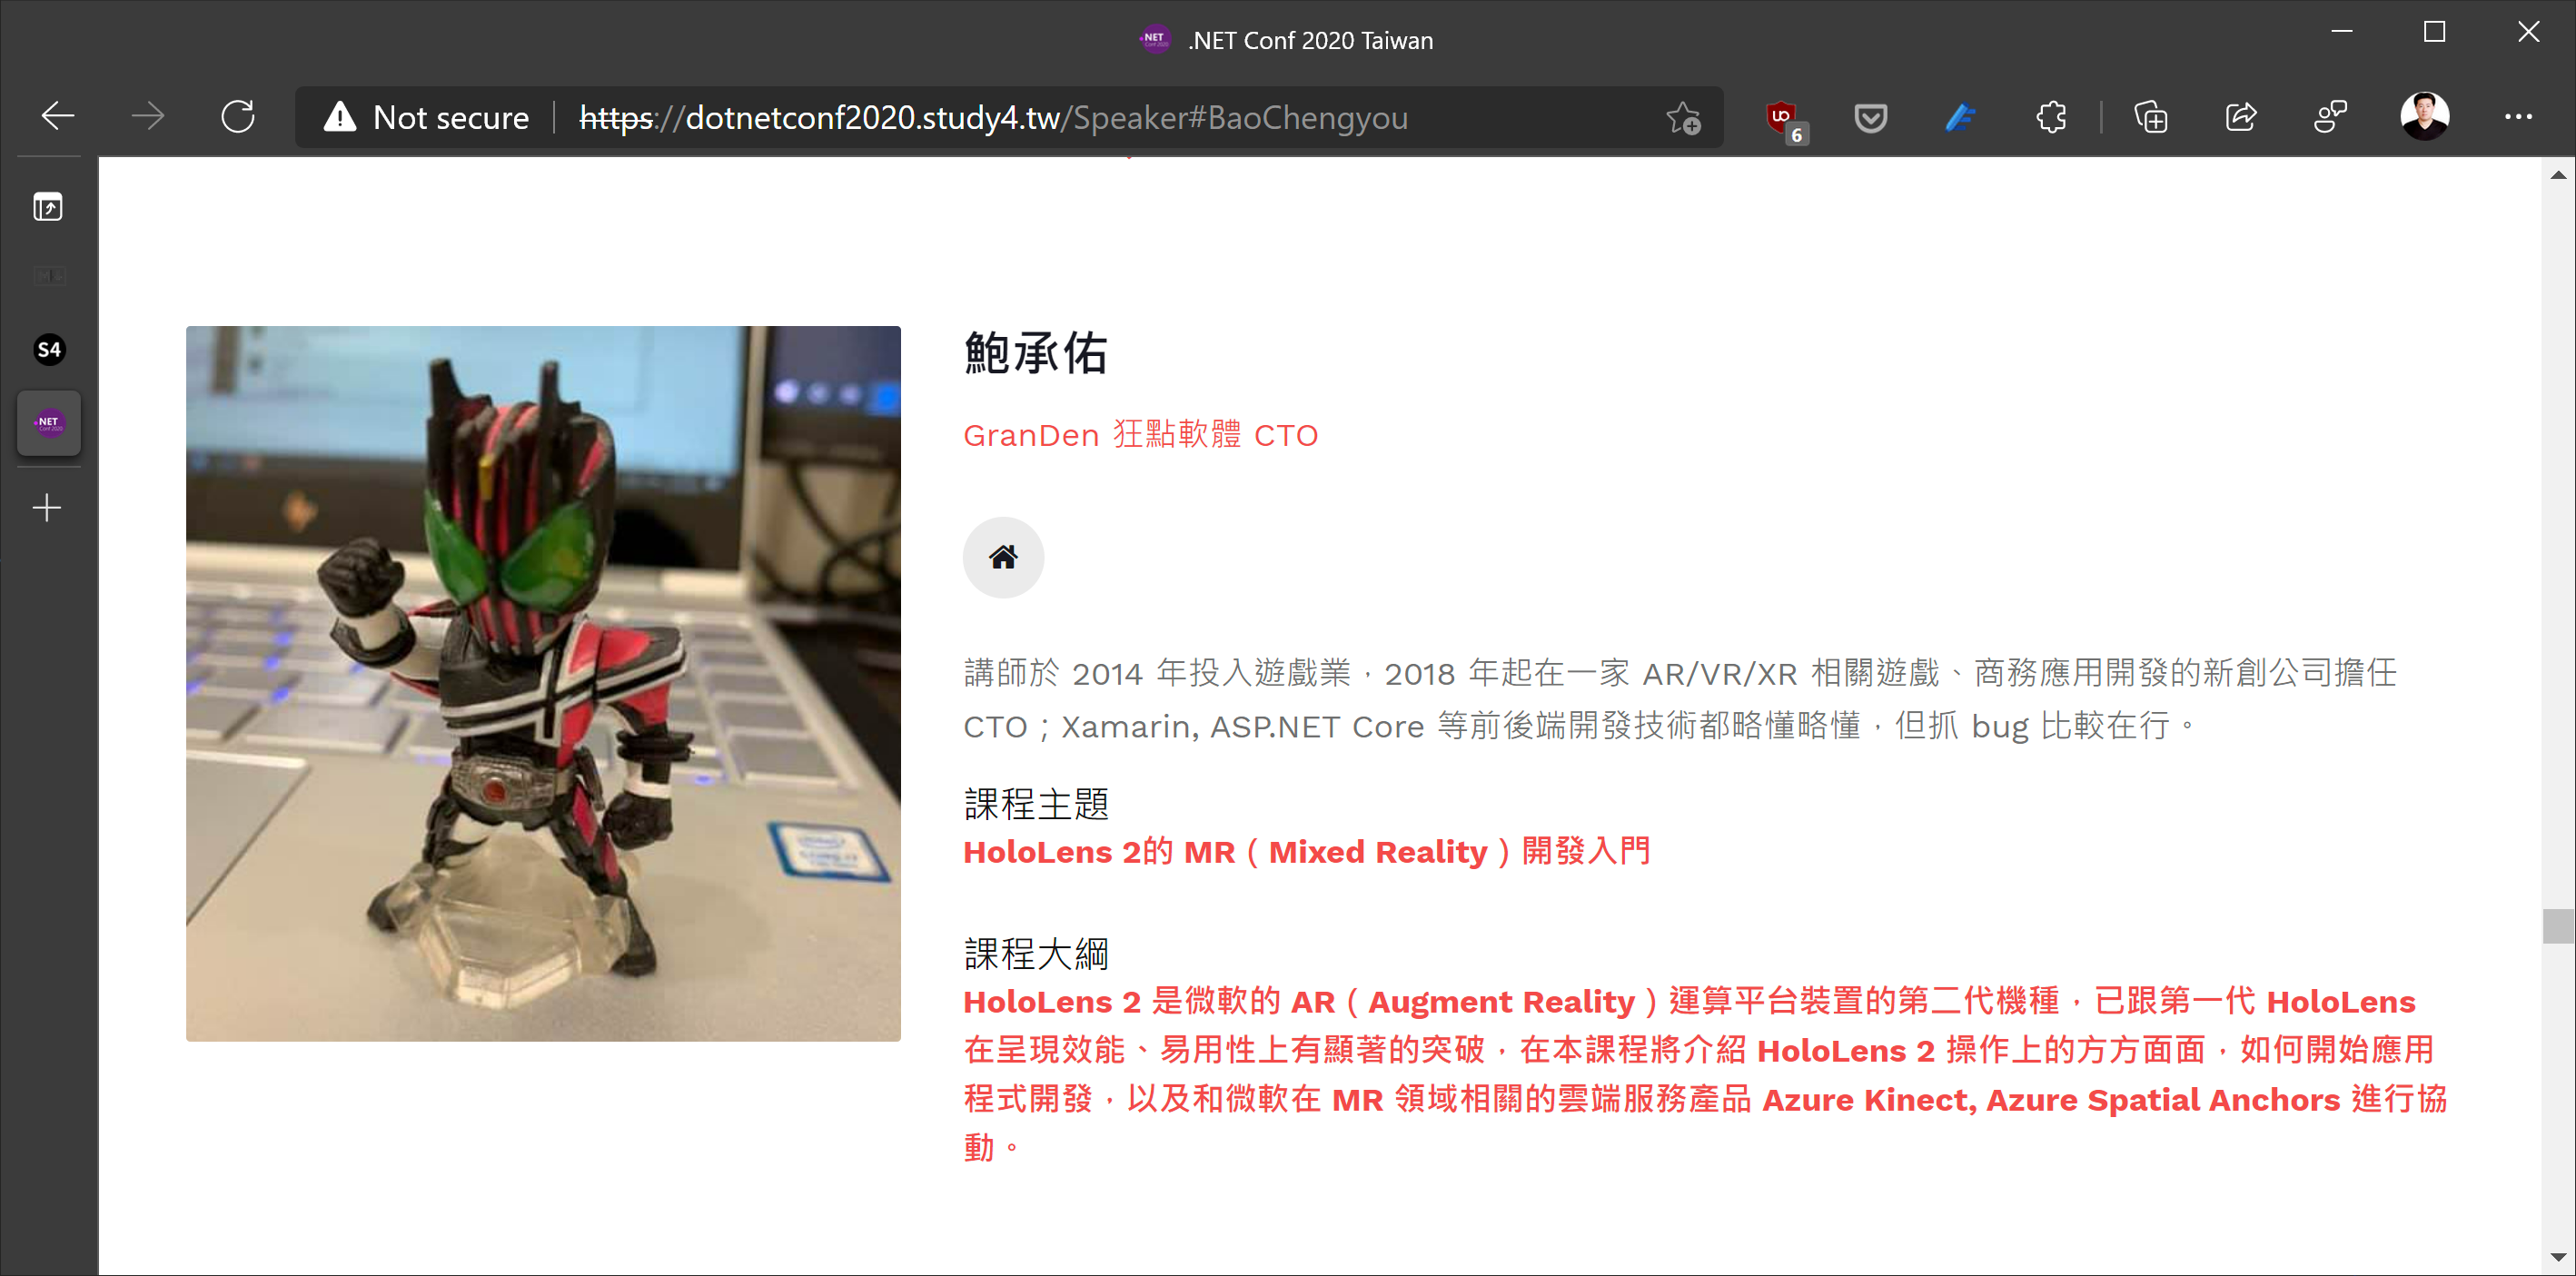 .NET Conf 2020 Taiwan
Not secure
https://dotnetconf2020.study4.tw/Speaker#BaoChengyou
6
S4
NET
鮑承佑
GranDen 狂點軟體 CTO
講師於 2014 年投入遊戲業，2018 年起在一家 AR/VR/XR 相關遊戲、商務應用開發的新創公司擔任
CTO；Xamarin, ASP.NET Core 等前後端開發技術都略懂略懂，但抓 bug 比較在行。
課程主題
HoloLens 2的 MR（Mixed Reality）開發入門
課程大綱
HoloLens 2 是微軟的 AR（Augment Reality）運算平台裝置的第二代機種，已跟第一代 HoloLens
在呈現效能、易用性上有顯著的突破，在本課程將介紹 HoloLens 2 操作上的方方面面，如何開始應用
程式開發，以及和微軟在 MR 領域相關的雲端服務產品 Azure Kinect, Azure Spatial Anchors 進行協
動。